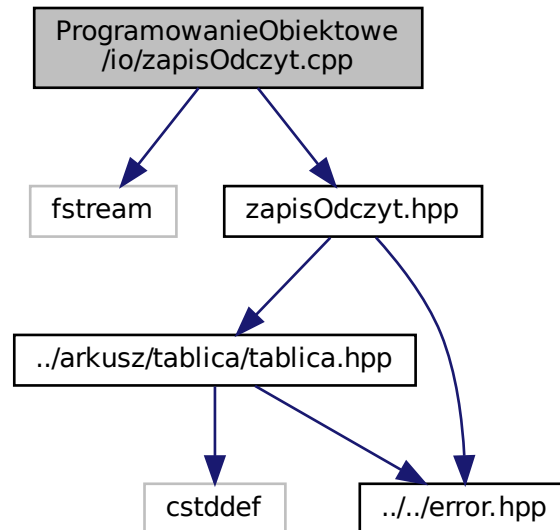 ProgramowanieObiektowe
/io/zapisOdczyt.cpp
fstream
zapisOdczyt.hpp
../arkusz/tablica/tablica.hpp
cstddef
../../error.hpp